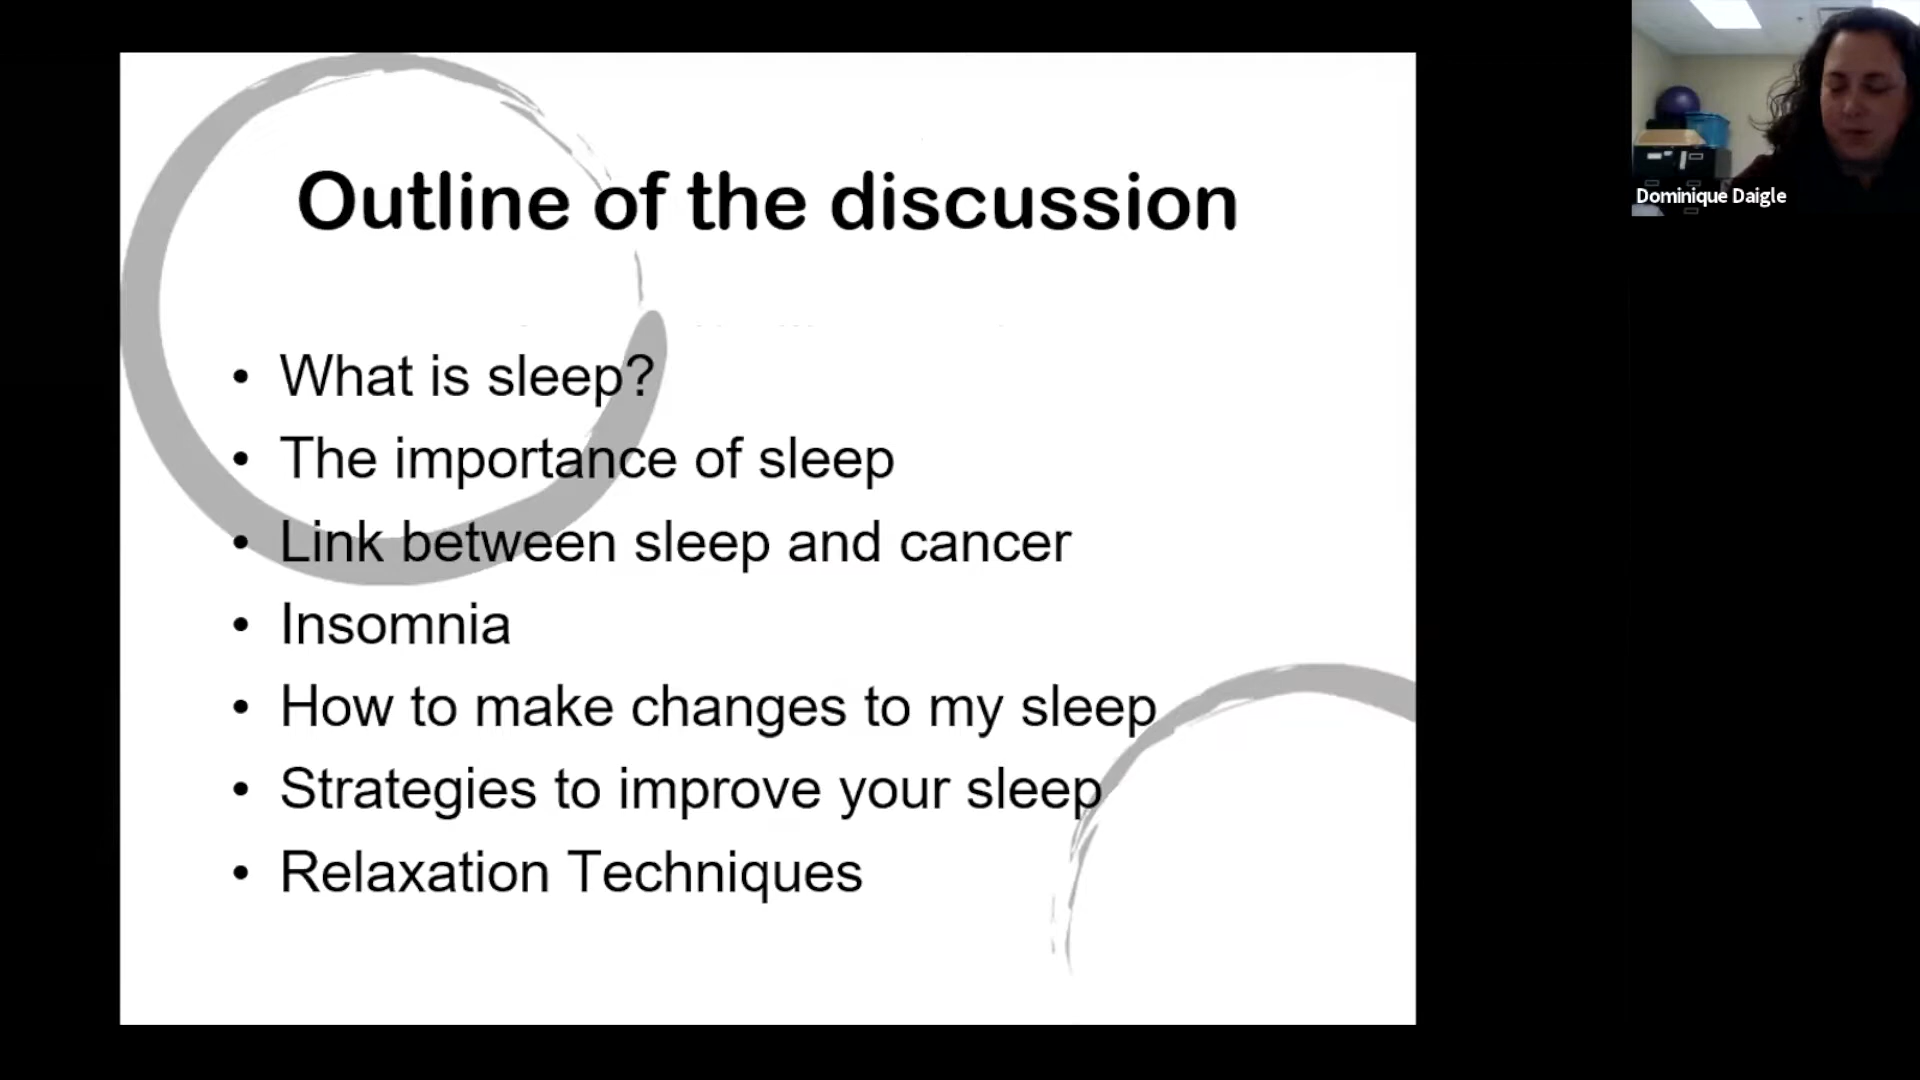 Outline of the discussion
• What is sleep?
• The importance of sleep
• Link between sleep and cancer
• Insomnia
• How to make changes to my sleep
• Strategies to improve your sleep
• Relaxation Techniques
Dominique Daigle